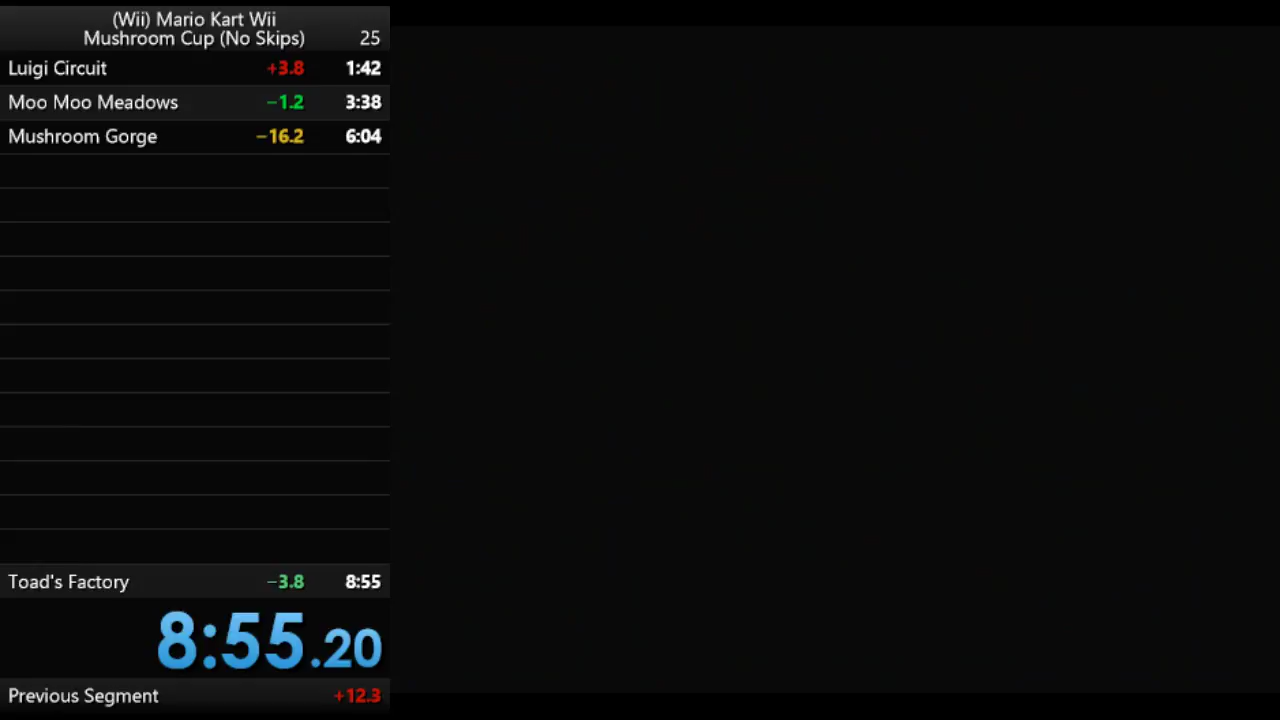 (Wii) Mario Kart Wii
Mushroom Cup (No Skips) 25
Luigi Circuit +3.8 1:42
Moo Moo Meadows −1.2 3:38
Mushroom Gorge −16.2 6:04
Toad's Factory −3.8 8:55
8:55.20
Previous Segment +12.3